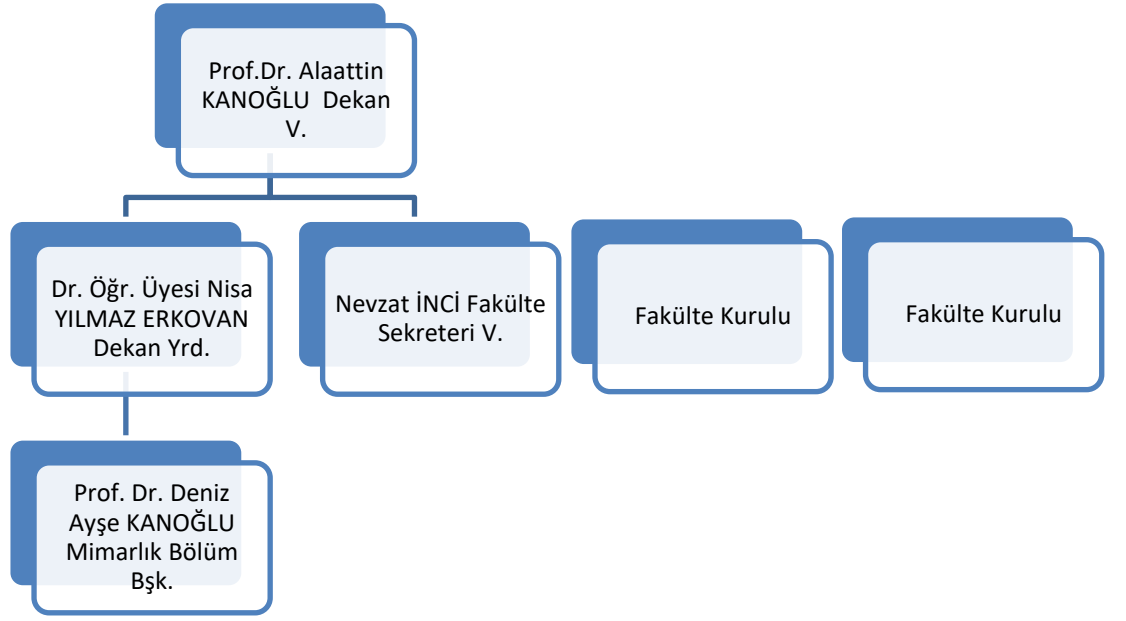 Prof.Dr. Alaattin
KANOĞLU Dekan
V.
Dr. Öğr. Üyesi Nisa
YILMAZ ERKOVAN
Dekan Yrd.
Nevzat İNCİ Fakülte
Sekreteri V.
Fakülte Kurulu
Fakülte Kurulu
Prof. Dr. Deniz
Ayşe KANOĞLU
Mimarlık Bölüm
Bşk.